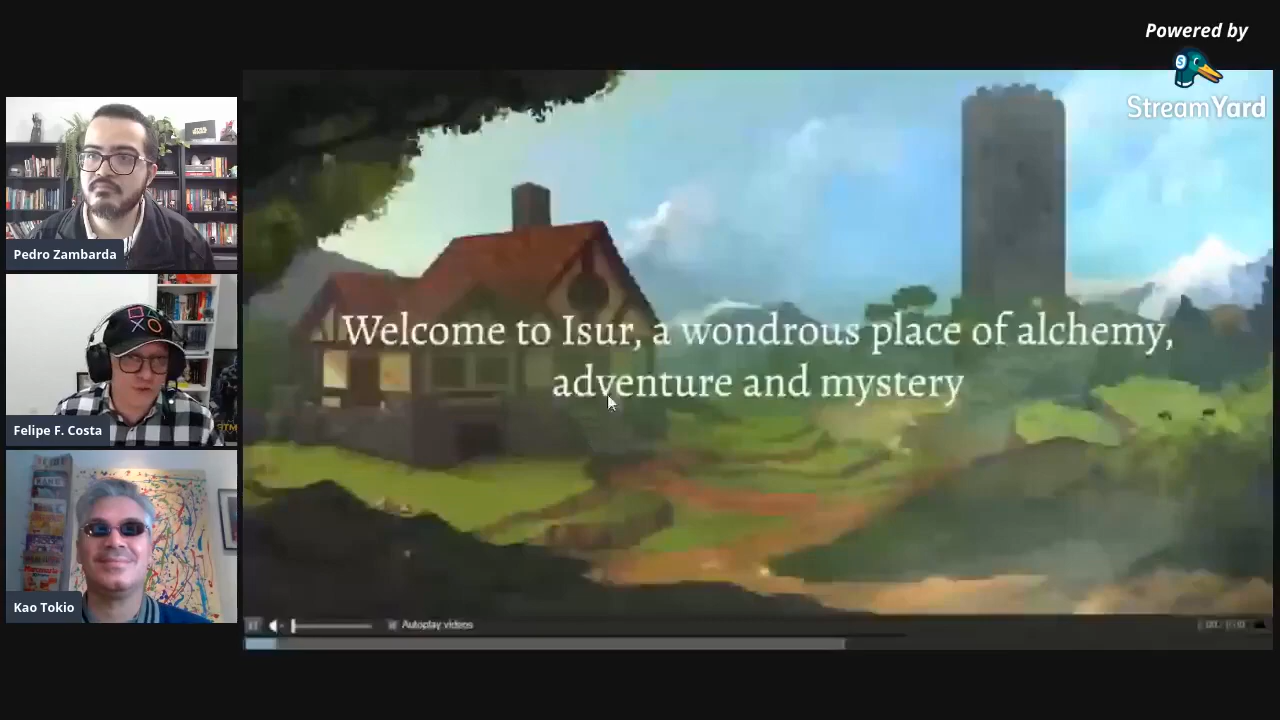 Powered by
StreamYard
Pedro Zambarda
Felipe F. Costa
Kao Tokio
Welcome to Isur, a wondrous place of alchemy,
adventure and mystery
Autoplay videos